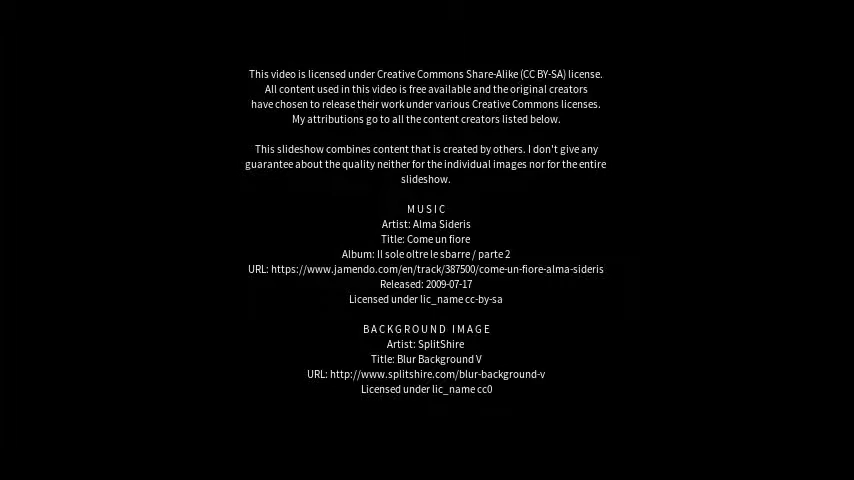 This video is licensed under Creative Commons Share-Alike (CC BY-SA) license.
All content used in this video is free available and the original creators
have chosen to release their work under various Creative Commons licenses.
My attributions go to all the content creators listed below.
This slideshow combines content that is created by others. I don't give any
guarantee about the quality neither for the individual images nor for the entire
slideshow.
MUSIC
Artist: Alma Sideris
Title: Come un fiore
Album: Il sole oltre le sbarre / parte 2
URL: https://www.jamendo.com/en/track/387500/come-un-fiore-alma-sideris
Released: 2009-07-17
Licensed under lic_name cc-by-sa
BACKGROUND IMAGE
Artist: SplitShire
Title: Blur Background V
URL: http://www.splitshire.com/blur-background-v
Licensed under lic_name cc0